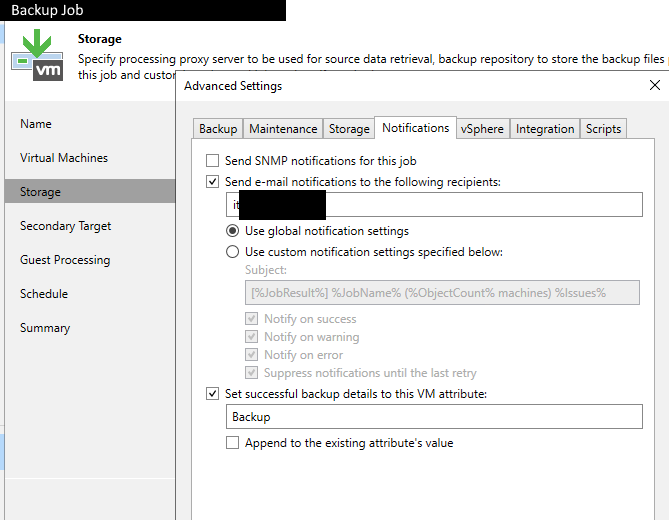 Backup Job
Storage
Specify processing proxy server to be used for source data retrieval, backup repository to store the backup files
this job and
Advanced Settings
Name
Virtual Machines
Storage
Secondary Target
Guest Processing
Schedule
Summary
Backup
Maintenance
Storage
Notifications
vSphere
Integration
Scripts
Send SNMP notifications for this job
Send e-mail notifications to the following recipients:
it
Use global notification settings
Use custom notification settings specified below:
Subject:
[%JobResult%] %JobName% (%ObjectCount% machines) %Issues%
Notify on success
Notify on warning
Notify on error
Suppress notifications until the last retry
Set successful backup details to this VM attribute:
Backup
Append to the existing attribute's value
vm